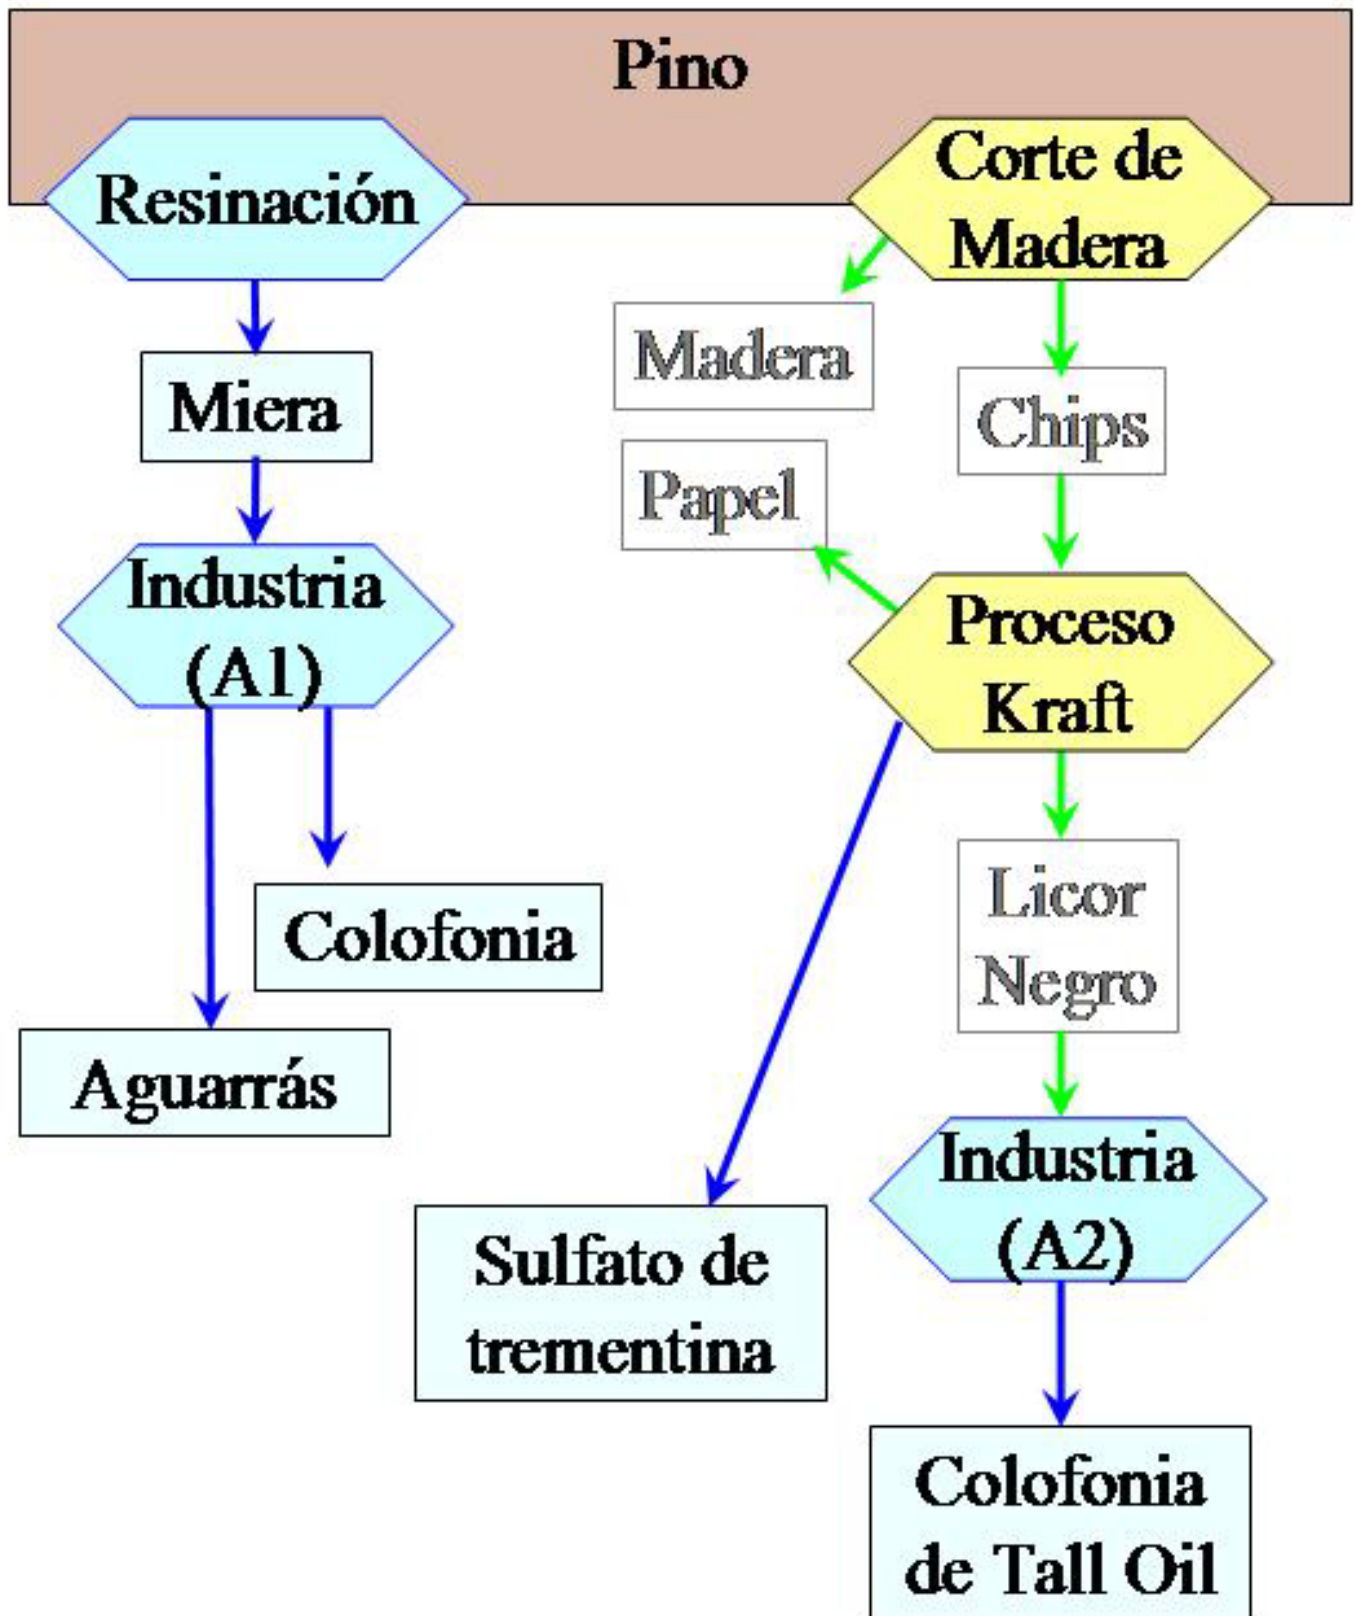 Pino
Resinación
Corte de
Madera
Madera
Miera
Chips
Papel
Industria
(A1)
Proceso
Kraft
Colofonia
Licor
Negro
Aguarrás
Industria
(A2)
Sulfato de
trementina
Colofonia
de Tall Oil